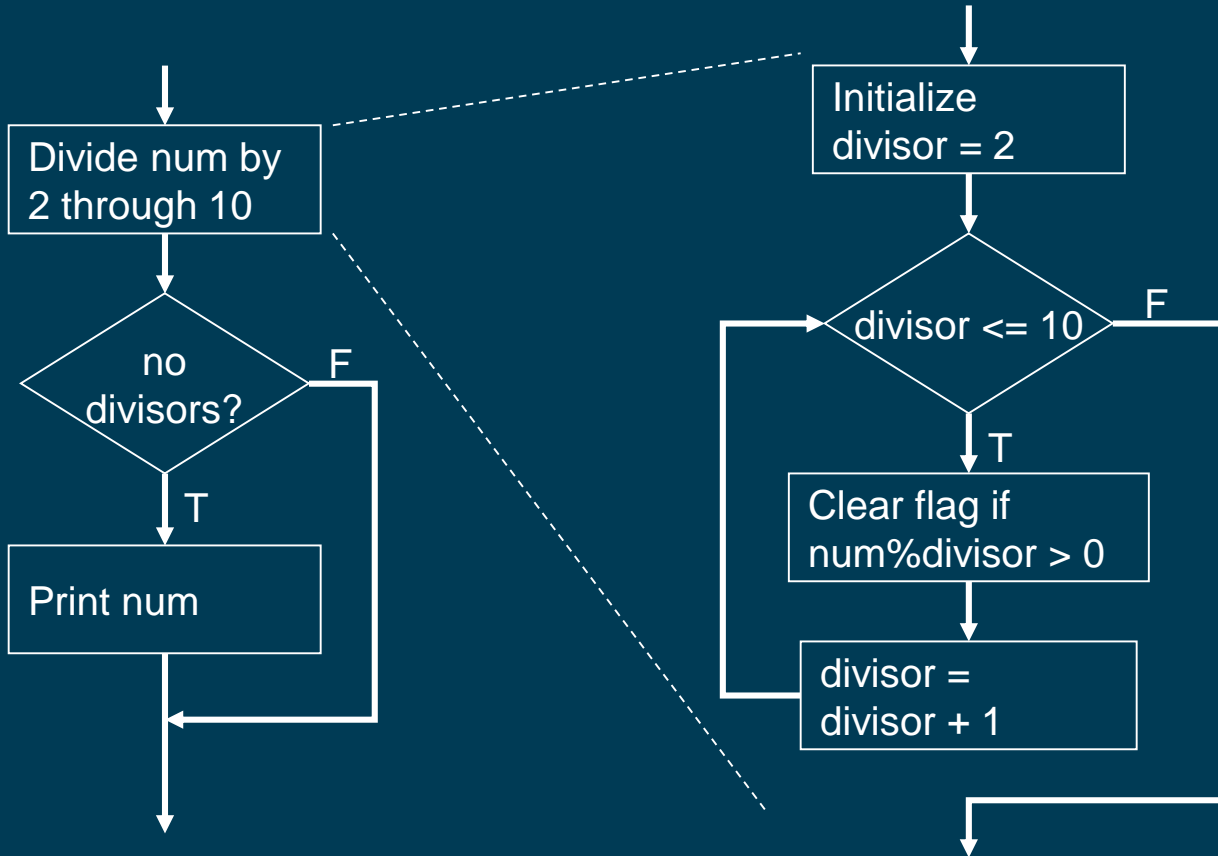 Divide num by
2 through 10
no
divisors?
F
T
Print num
Initialize
divisor = 2
divisor <= 10
F
T
Clear flag if
num%divisor > 0
divisor =
divisor + 1